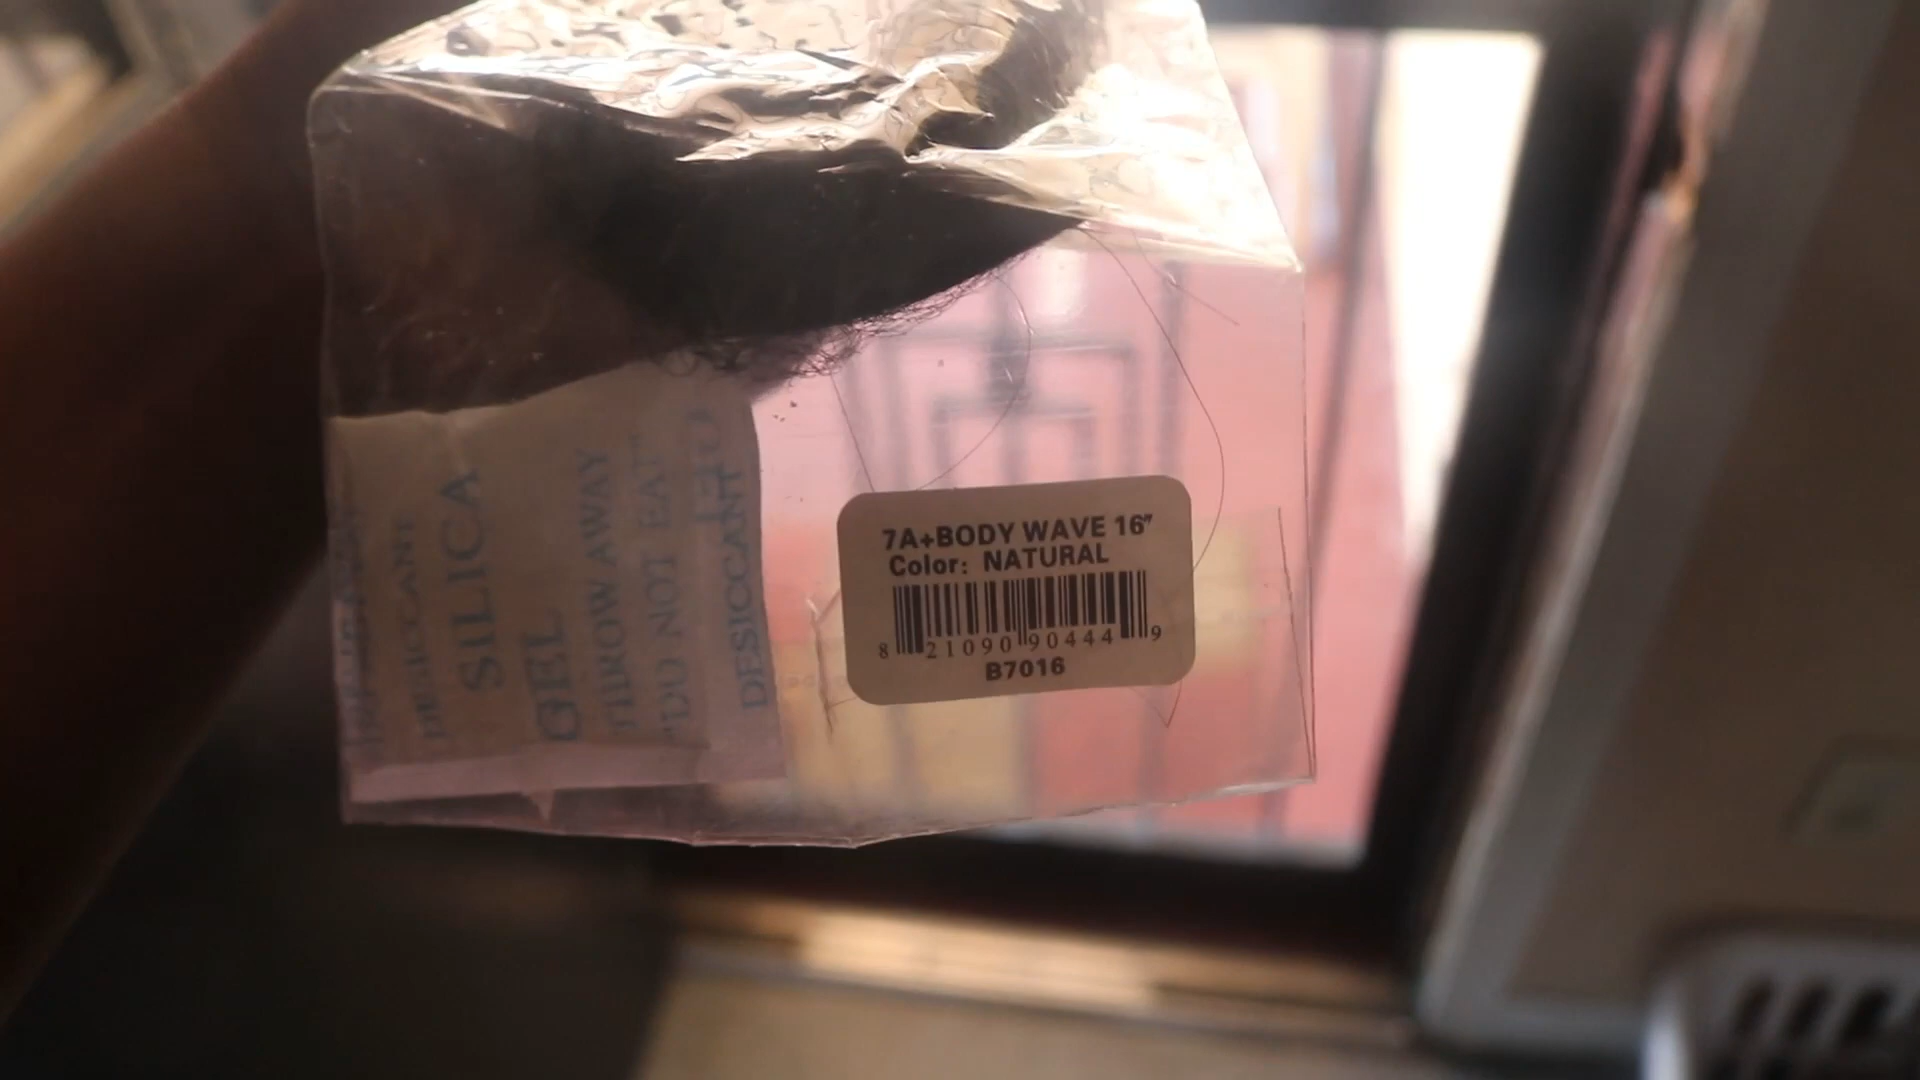 DESICCANT
SILICA
GEL
THROW AWAY
"DO NOT EAT"
DESICCANT
7A+BODY WAVE 16”
Color: NATURAL
8 21090 90444 9
B7016